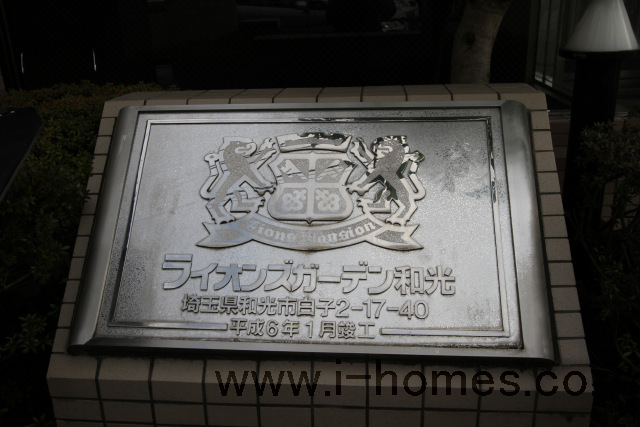 Lions Mansion
ライオンズガーデン和光
埼玉県和光市白子2-17-40
平成6年1月竣工
www.i-homes.co